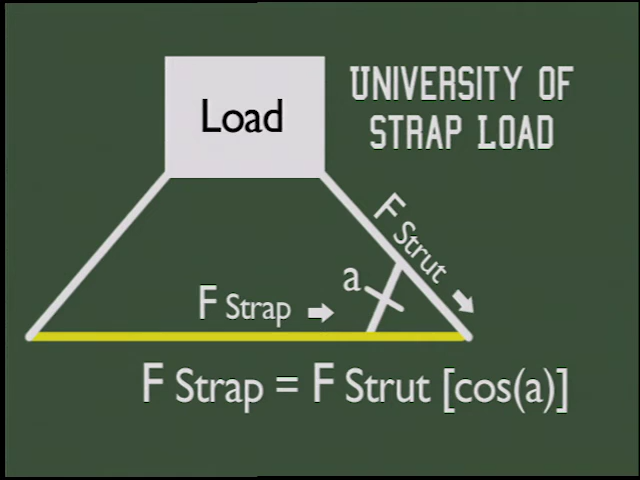 Load
UNIVERSITY OF
STRAP LOAD
F Strut
a
F Strap
F Strap = F Strut [cos(a)]